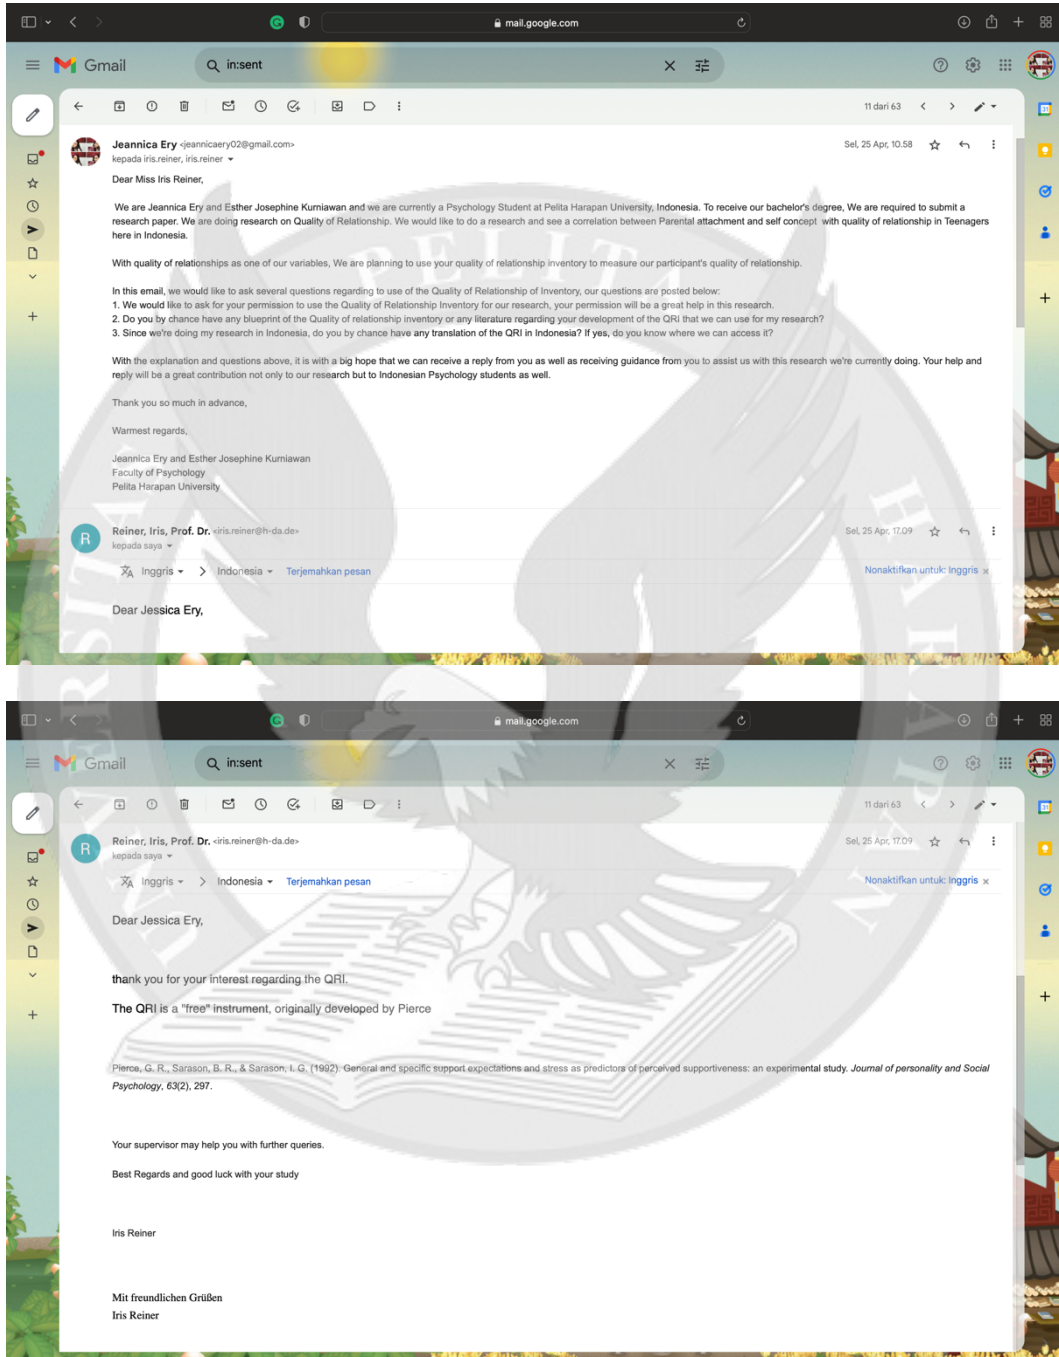 mail.google.com
Gmail
in:sent
11 dari 63
Jeannica Ery <jeannicaery02@gmail.com>
Sel, 25 Apr, 10.58
kepada iris.reiner, iris.reiner
Dear Miss Iris Reiner,
We are Jeannica Ery and Esther Josephine Kurniawan and we are currently a Psychology Student at Pelita Harapan University, Indonesia. To receive our bachelor's degree, We are required to submit a
research paper. We are doing research on Quality of Relationship. We would like to do a research and see a correlation between Parental attachment and self concept with quality of relationship in Teenagers
here in Indonesia.
With quality of relationships as one of our variables, We are planning to use your quality of relationship inventory to measure our participant's quality of relationship.
In this email, we would like to ask several questions regarding to use of the Quality of Relationship of Inventory, our questions are posted below:
1. We would like to ask for your permission to use the Quality of Relationship Inventory for our research, your permission will be a great help in this research.
2. Do you by chance have any blueprint of the Quality of relationship inventory or any literature regarding your development of the QRI that we can use for my research?
3. Since we're doing my research in Indonesia, do you by chance have any translation of the QRI in Indonesia? If yes, do you know where we can access it?
With the explanation and questions above, it is with a big hope that we can receive a reply from you as well as receiving guidance from you to assist us with this research we're currently doing. Your help and
reply will be a great contribution not only to our research but to Indonesian Psychology students as well.
Thank you so much in advance,
Warmest regards,
Jeannica Ery and Esther Josephine Kurniawan
Faculty of Psychology
Pelita Harapan University
R
Reiner, Iris, Prof. Dr. <iris.reiner@h-da.de>
Sel, 25 Apr, 17.09
kepada saya
Inggris > Indonesia Terjemahkan pesan
Nonaktifkan untuk: Inggris ×
Dear Jessica Ery,
mail.google.com
Gmail
in:sent
11 dari 63
R
Reiner, Iris, Prof. Dr. <iris.reiner@h-da.de>
Sel, 25 Apr, 17.09
kepada saya
Inggris > Indonesia Terjemahkan pesan
Nonaktifkan untuk: Inggris ×
Dear Jessica Ery,
thank you for your interest regarding the QRI.
The QRI is a "free" instrument, originally developed by Pierce
Pierce, G. R., Sarason, B. R., & Sarason, I. G. (1992). General and specific support expectations and stress as predictors of perceived supportiveness: an experimental study. Journal of personality and Social
Psychology, 63(2), 297.
Your supervisor may help you with further queries.
Best Regards and good luck with your study
Iris Reiner
Mit freundlichen Grüßen
Iris Reiner
UNIVERSITAS PELITA HARAPAN